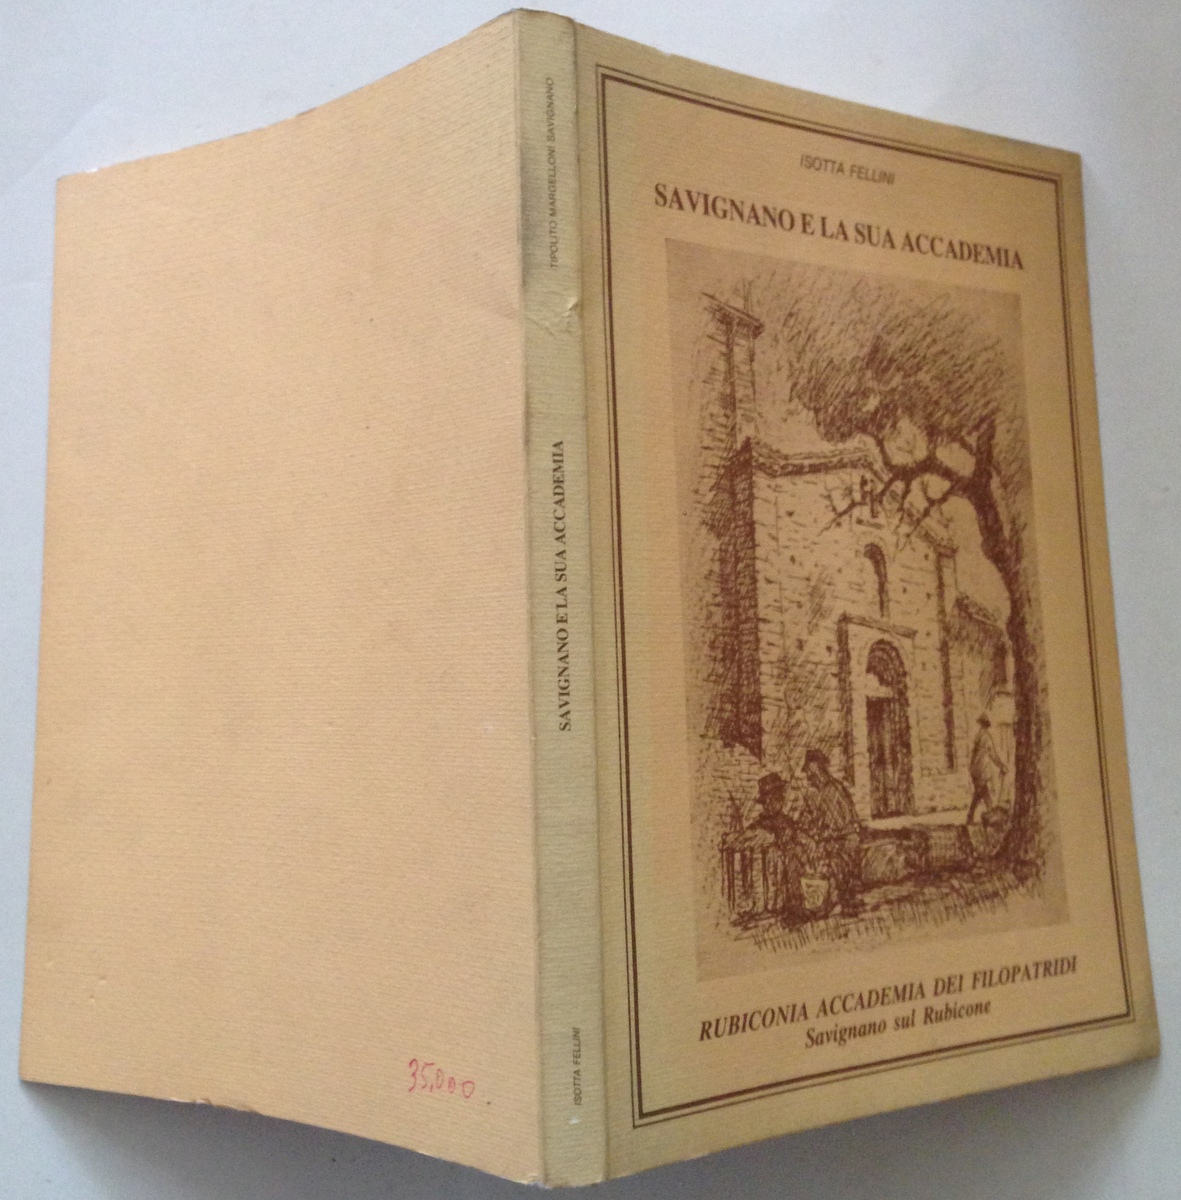 ISOTTA FELLINI
SAVIGNANO E LA SUA ACCADEMIA
RUBICONIA ACCADEMIA DEI FILOPATRIDI
Savignano sul Rubicone
TIPOLITO MARGELLONI SAVIGNANO
SAVIGNANO E LA SUA ACCADEMIA
ISOTTA FELLINI
35.000